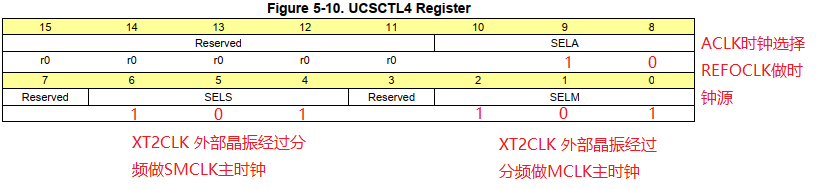 Figure 5-10. UCSCTL4 Register
15 14 13 12 11 10 9 8
Reserved SELA
r0 r0 r0 r0 r0 1 0
7 6 5 4 3 2 1 0
Reserved SELS Reserved SELM
1 0 1 1 0 1
ACLK时钟选择
REFOCLK做时
钟源
XT2CLK 外部晶振经过分
频做SMCLK主时钟
XT2CLK 外部晶振经过
分频做MCLK主时钟